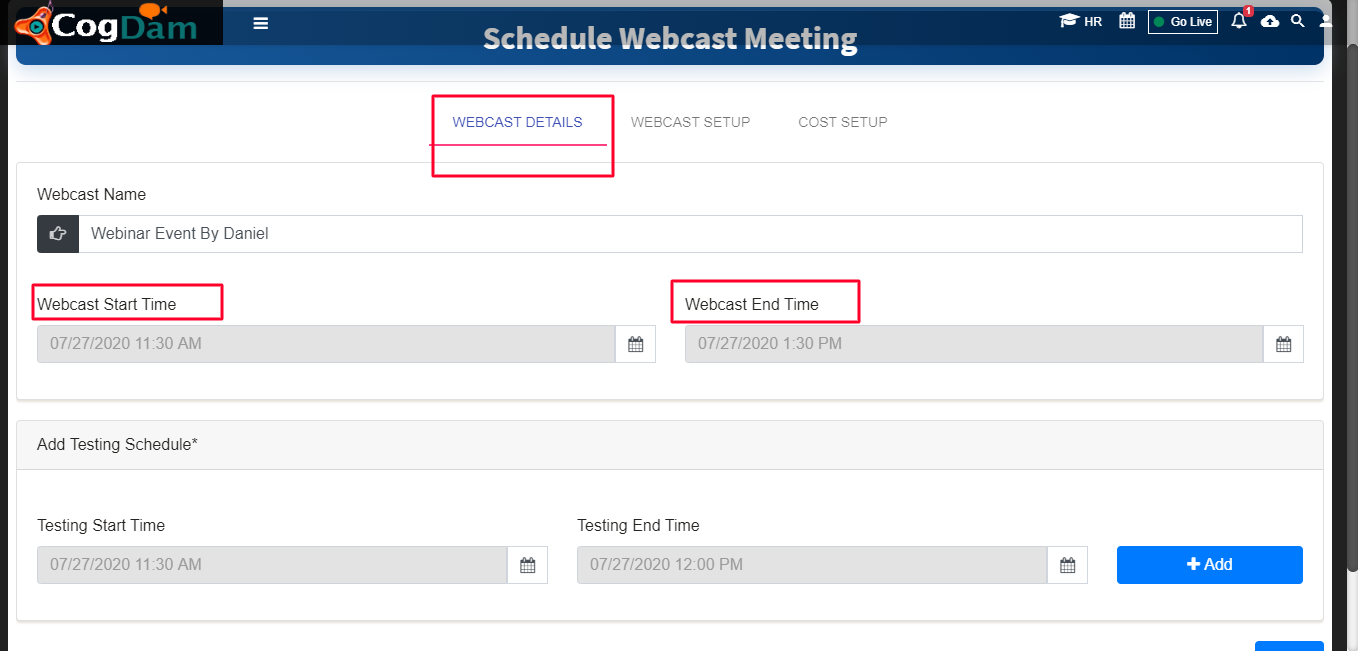 CogDam
HR
Go Live
1
Schedule Webcast Meeting
WEBCAST DETAILS
WEBCAST SETUP
COST SETUP
Webcast Name
Webinar Event By Daniel
Webcast Start Time
Webcast End Time
07/27/2020 11:30 AM
07/27/2020 1:30 PM
Add Testing Schedule*
Testing Start Time
Testing End Time
07/27/2020 11:30 AM
07/27/2020 12:00 PM
Add